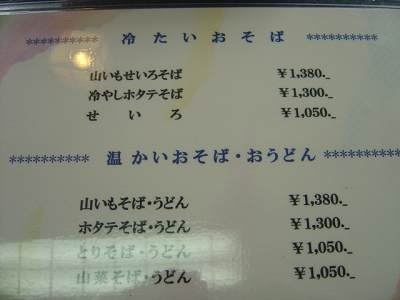 ********** 冷たいおそば **********
山いもせいろそば ￥1,380._
冷やしホタテそば ￥1,300._
せいろ ￥1,050._
********** 温かいおそば・おうどん **********
山いもそば・うどん ￥1,380._
ホタテそば・うどん ￥1,300._
とりそば・うどん ￥1,050._
山菜そば・うどん ￥1,050._